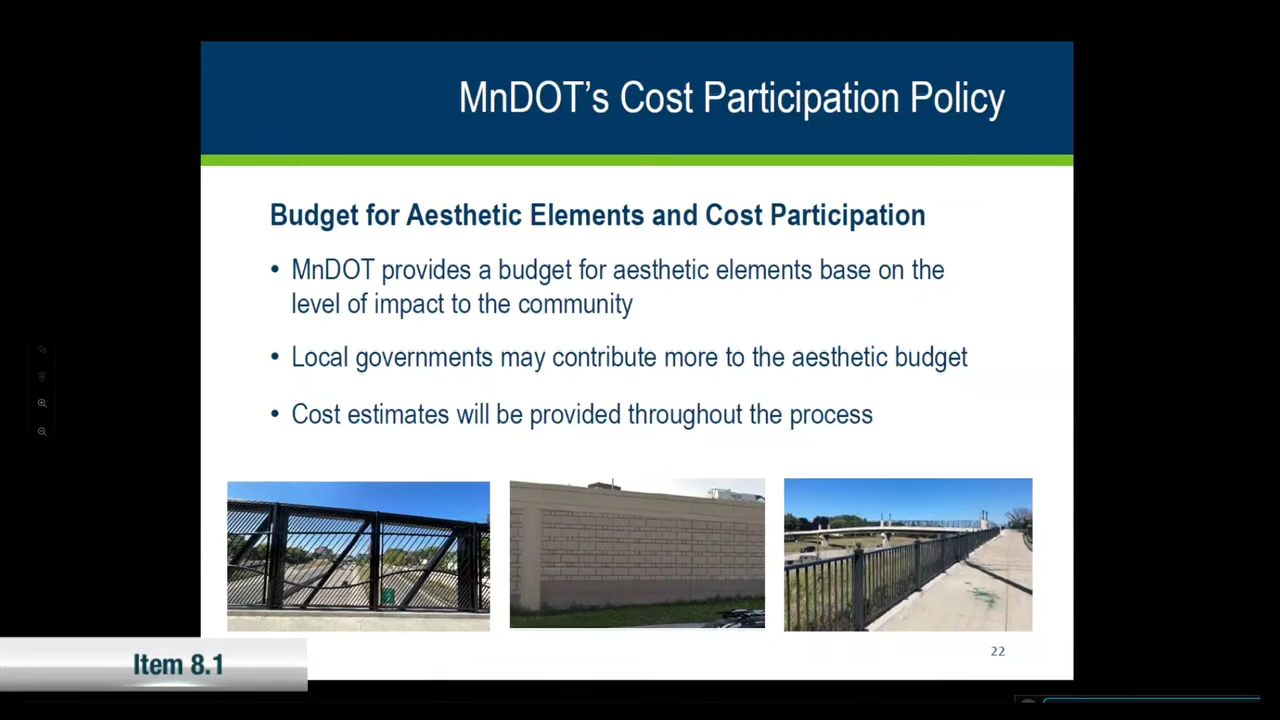 MnDOT’s Cost Participation Policy
Budget for Aesthetic Elements and Cost Participation
• MnDOT provides a budget for aesthetic elements base on the
level of impact to the community
• Local governments may contribute more to the aesthetic budget
• Cost estimates will be provided throughout the process
22
Item 8.1